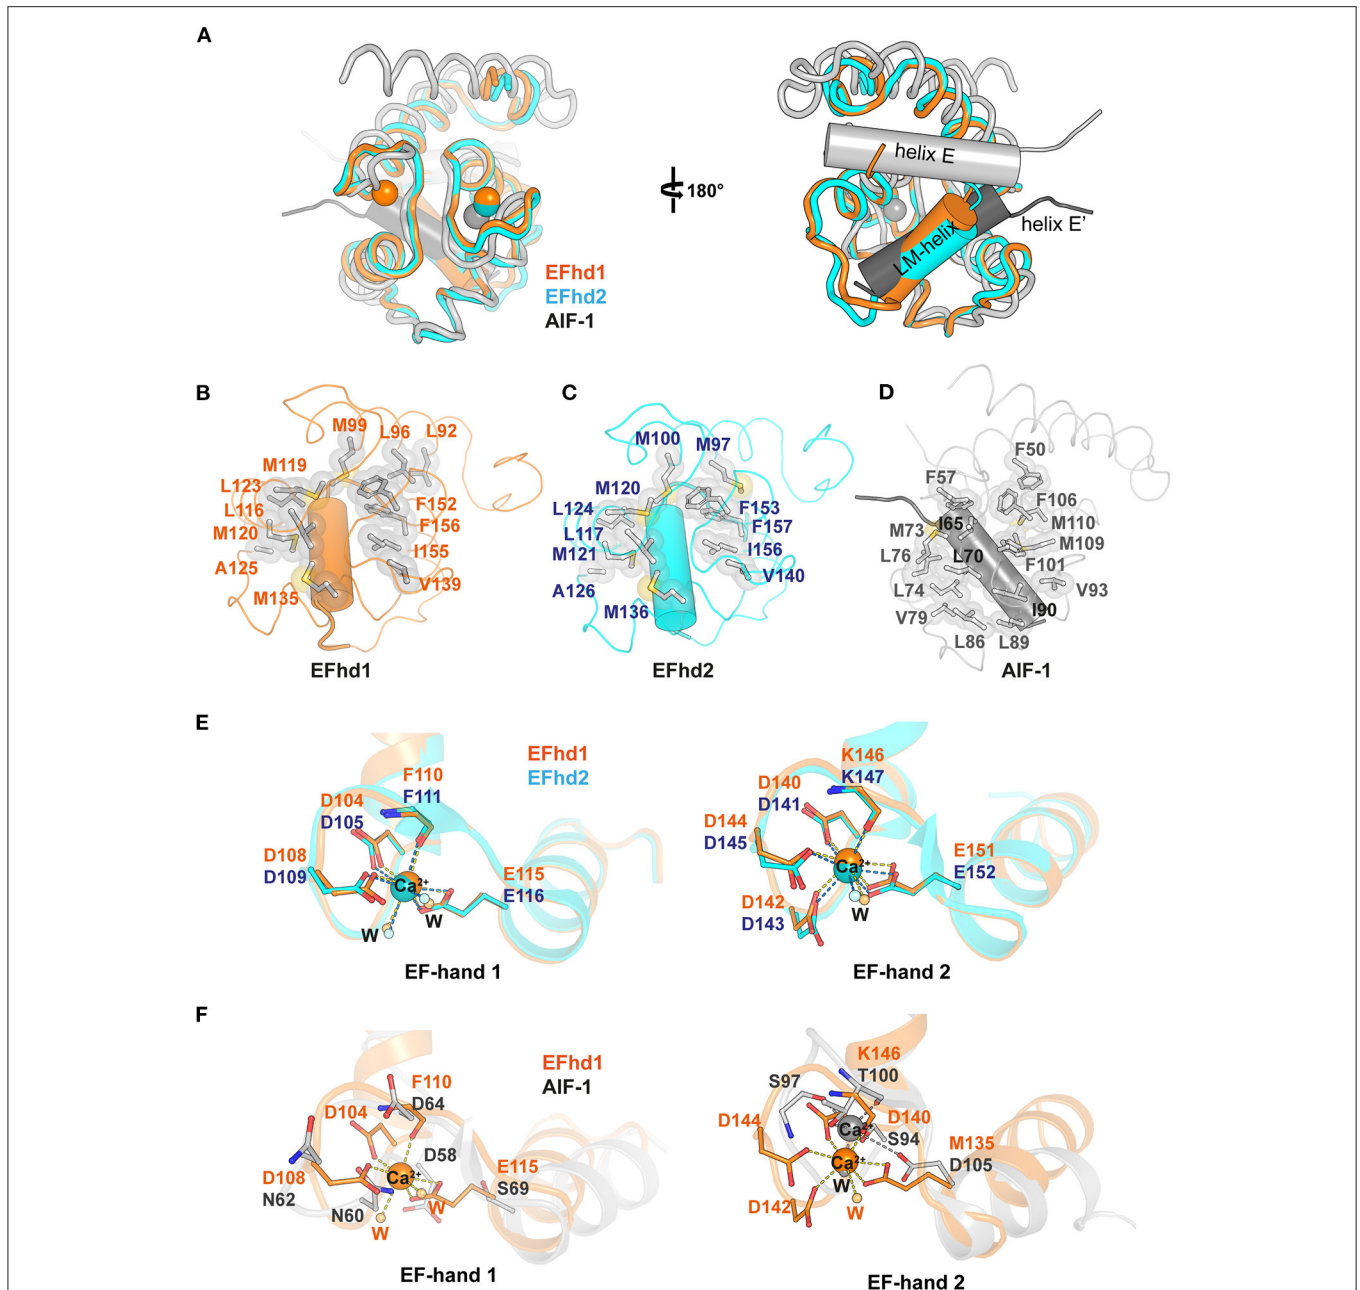 A
180°
helix E
LM-helix
helix E’
EFhd1
EFhd2
AIF-1
B
M99
L96
L92
M119
L123
L116
M120
A125
M135
F152
F156
I155
V139
EFhd1
C
M100
M97
M120
L124
L117
M121
A126
M136
F153
F157
I156
V140
EFhd2
D
F50
F57
F106
I65
M73
M110
L76
L70
M109
F101
L74
V93
V79
I90
L86
L89
AIF-1
E
EFhd1
EFhd2
F110
F111
D104
D105
D108
D109
Ca²⁺
E115
E116
W
W
EF-hand 1
K146
K147
D140
D141
D144
D145
Ca²⁺
E151
E152
D142
D143
W
EF-hand 2
F
EFhd1
AIF-1
F110
D64
D104
D58
Ca²⁺
E115
S69
D108
N62
N60
W
W
EF-hand 1
K146
T100
S97
D144
D140
Ca²⁺
S94
M135
D105
Ca²⁺
W
D142
W
EF-hand 2